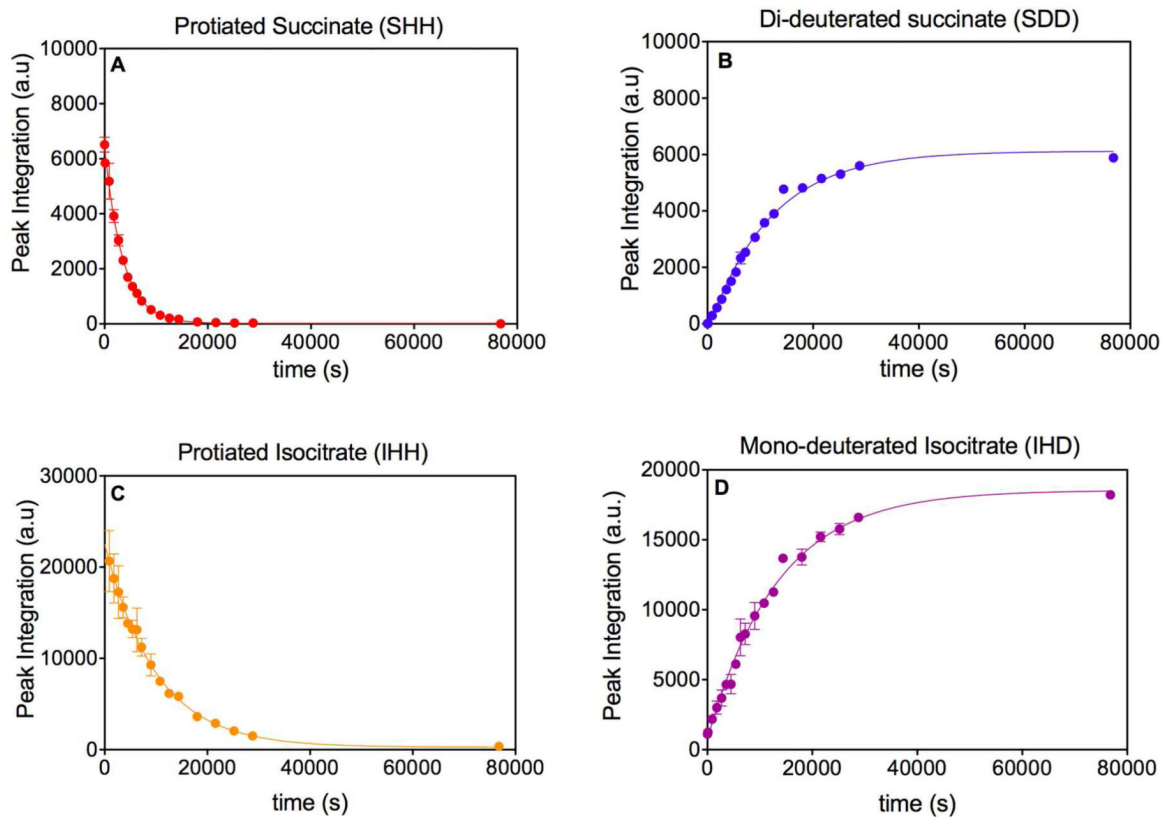 Protiated Succinate (SHH)
A
Peak Integration (a.u)
10000
8000
6000
4000
2000
0
0 20000 40000 60000 80000
time (s)
Di-deuterated succinate (SDD)
B
Peak Integration (a.u)
10000
8000
6000
4000
2000
0
0 20000 40000 60000 80000
time (s)
Protiated Isocitrate (IHH)
C
Peak Integration (a.u)
30000
20000
10000
0
0 20000 40000 60000 80000
time (s)
Mono-deuterated Isocitrate (IHD)
D
Peak Integration (a.u.)
20000
15000
10000
5000
0
0 20000 40000 60000 80000
time (s)